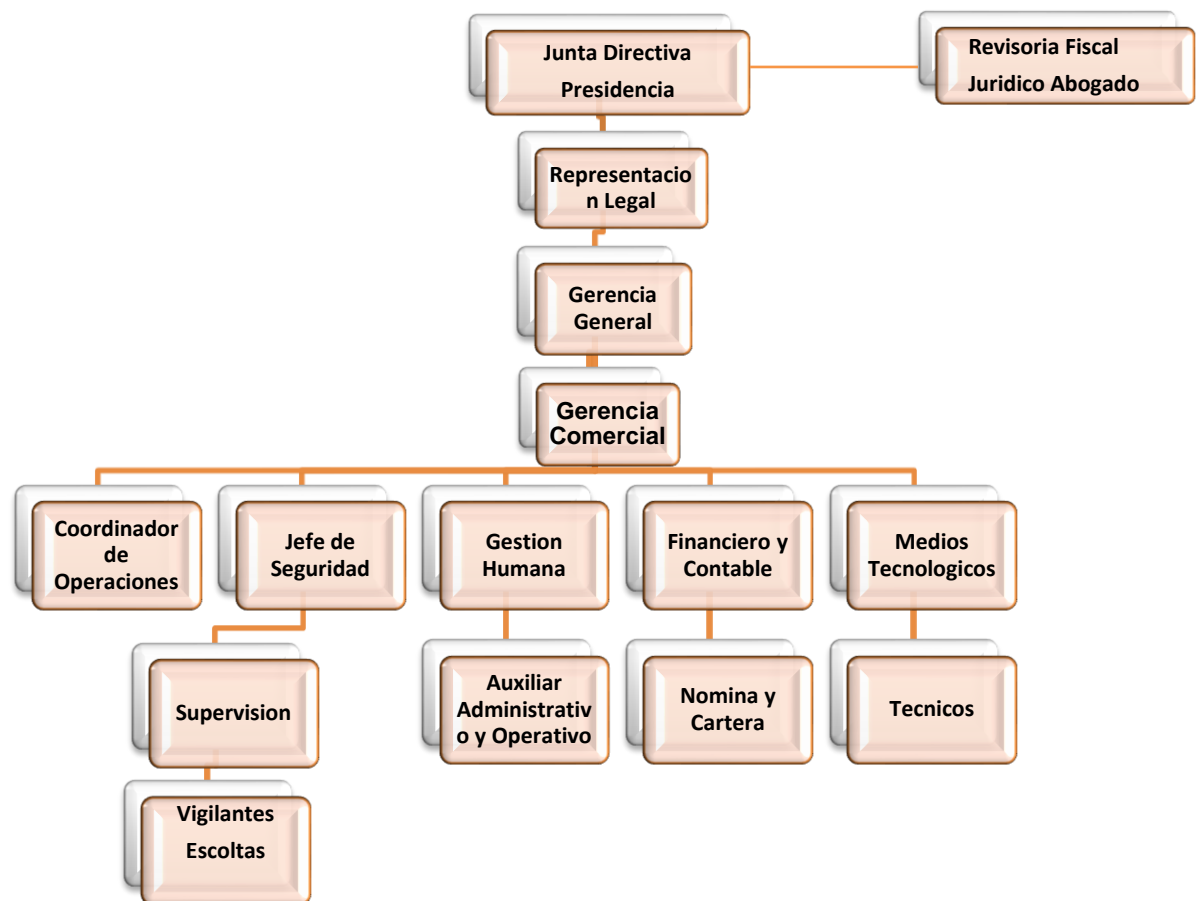 Junta Directiva
Presidencia
Revisoria Fiscal
Juridico Abogado
Representacio
n Legal
Gerencia
General
Gerencia
Comercial
Coordinador
de
Operaciones
Jefe de
Seguridad
Gestion
Humana
Financiero y
Contable
Medios
Tecnologicos
Supervision
Auxiliar
Administrativ
o y Operativo
Nomina y
Cartera
Tecnicos
Vigilantes
Escoltas